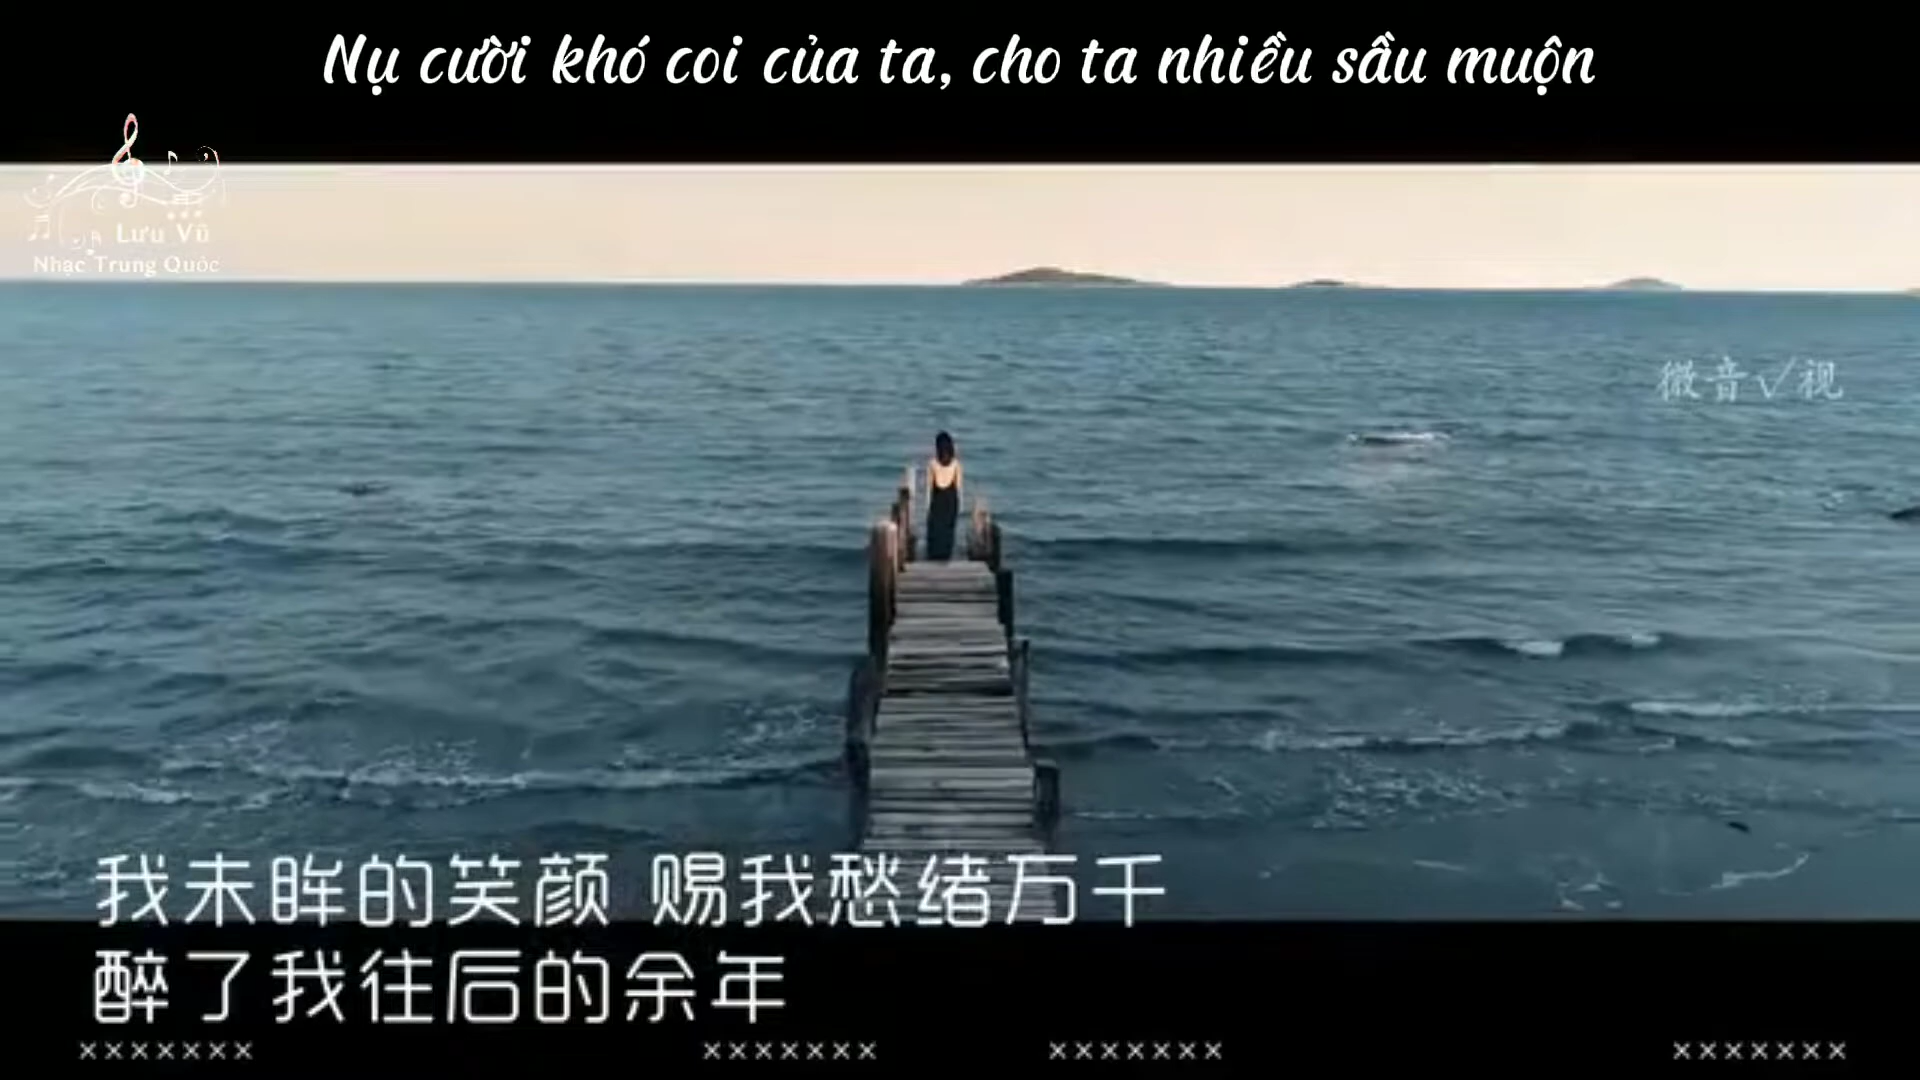 Nụ cười khó coi của ta, cho ta nhiều sầu muộn
Lưu Vũ
Nhạc Trung Quốc
微音√视
我未眸的笑颜 赐我愁绪万千
醉了我往后的余年
×××××××
×××××××
×××××××
×××××××